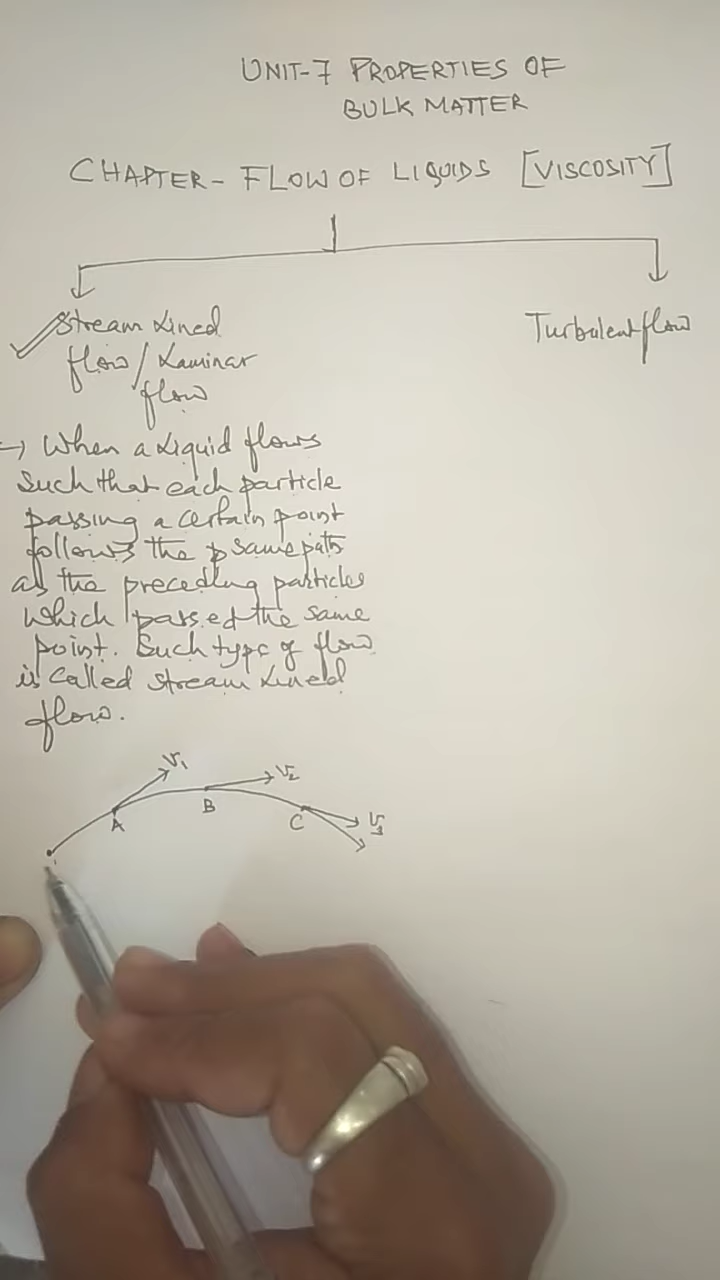 UNIT-7 PROPERTIES OF
BULK MATTER
CHAPTER- FLOW OF LIQUIDS [VISCOSITY]
Stream Lined
flow/Laminar
flow
Turbulent flow
→ When a Liquid flows
Such that each particle
passing a certain point
follows the p same path
as the preceding particles
which passed the same
point. Such type of flow
is called stream Lined
flow.
V1
V2
A
B
C
V3